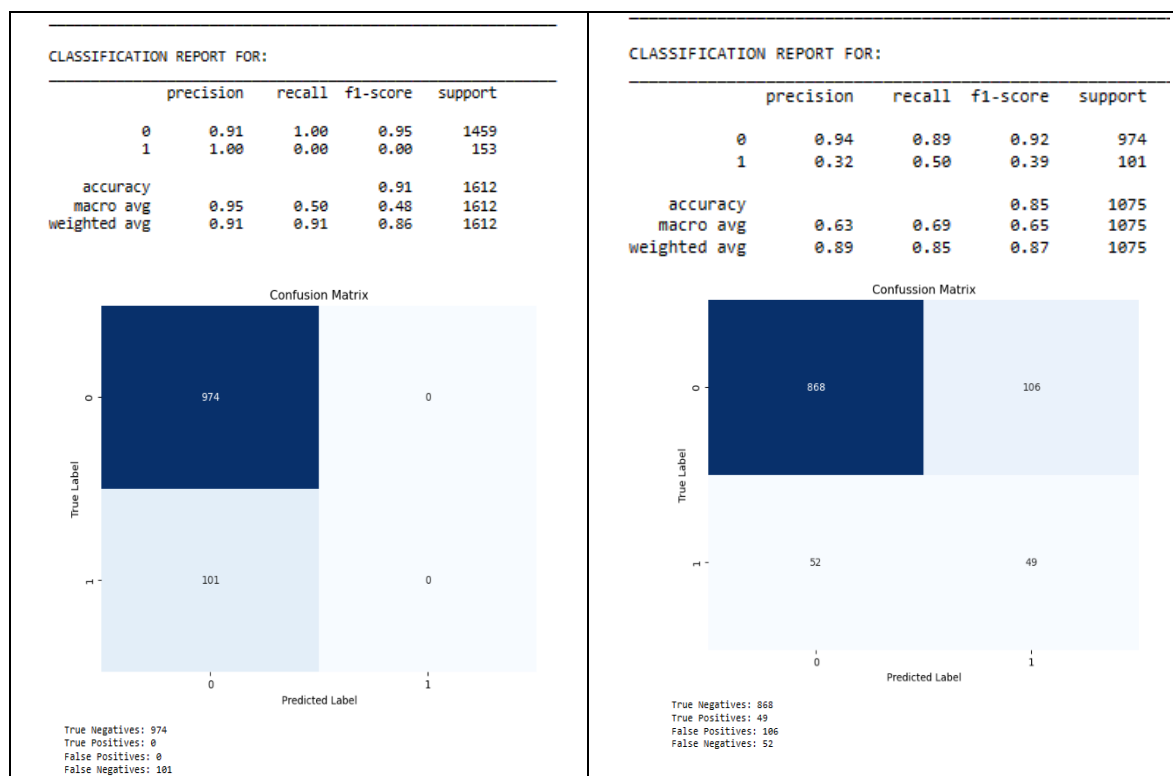 CLASSIFICATION REPORT FOR:
precision recall f1-score support
0 0.91 1.00 0.95 1459
1 1.00 0.00 0.00 153
accuracy 0.91 1612
macro avg 0.95 0.50 0.48 1612
weighted avg 0.91 0.91 0.86 1612
Confusion Matrix
True Label
0
974
0
1
101
0
0
1
Predicted Label
True Negatives: 974
True Positives: 0
False Positives: 0
False Negatives: 101
CLASSIFICATION REPORT FOR:
precision recall f1-score support
0 0.94 0.89 0.92 974
1 0.32 0.50 0.39 101
accuracy 0.85 1075
macro avg 0.63 0.69 0.65 1075
weighted avg 0.89 0.85 0.87 1075
Confussion Matrix
True Label
0
868
106
1
52
49
0
1
Predicted Label
True Negatives: 868
True Positives: 49
False Positives: 106
False Negatives: 52